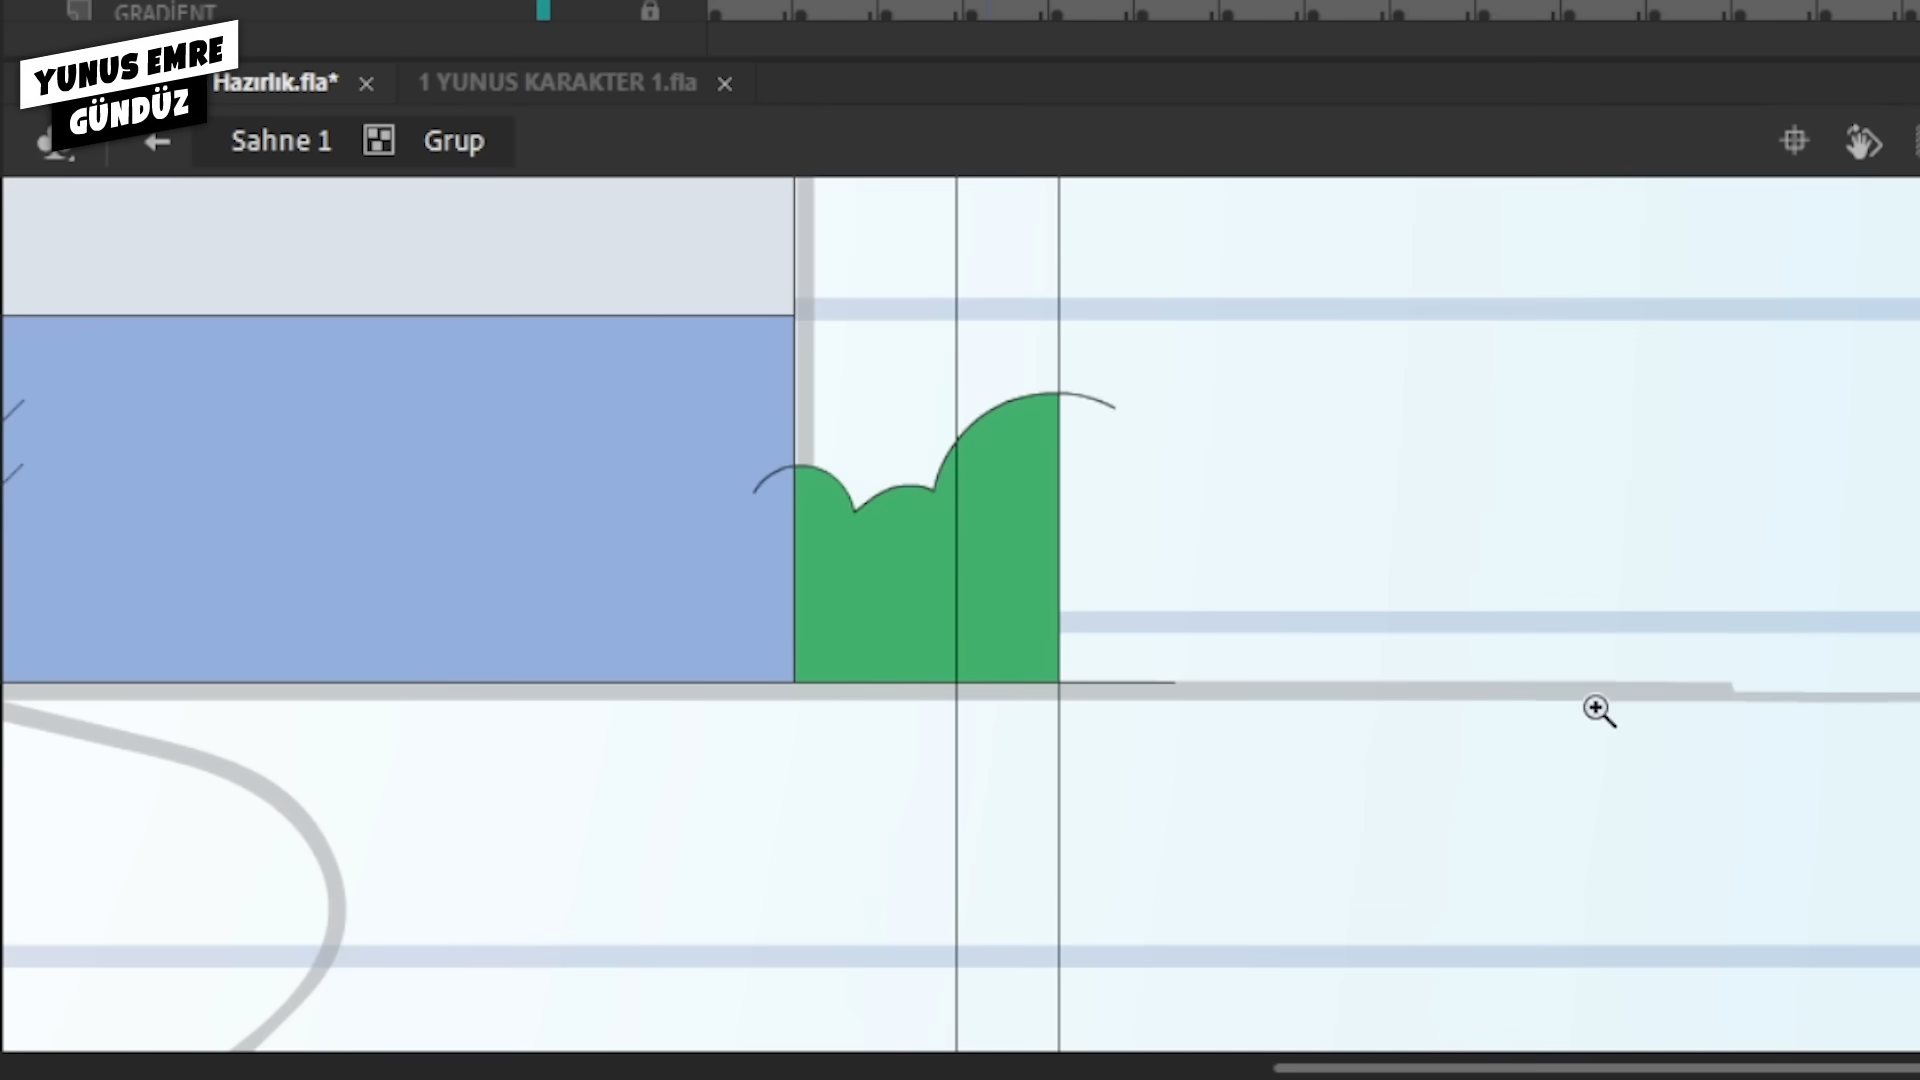 GRADİENT
YUNUS EMRE
GÜNDÜZ
Hazırlık.fla*
1 YUNUS KARAKTER 1.fla
Sahne 1
Grup